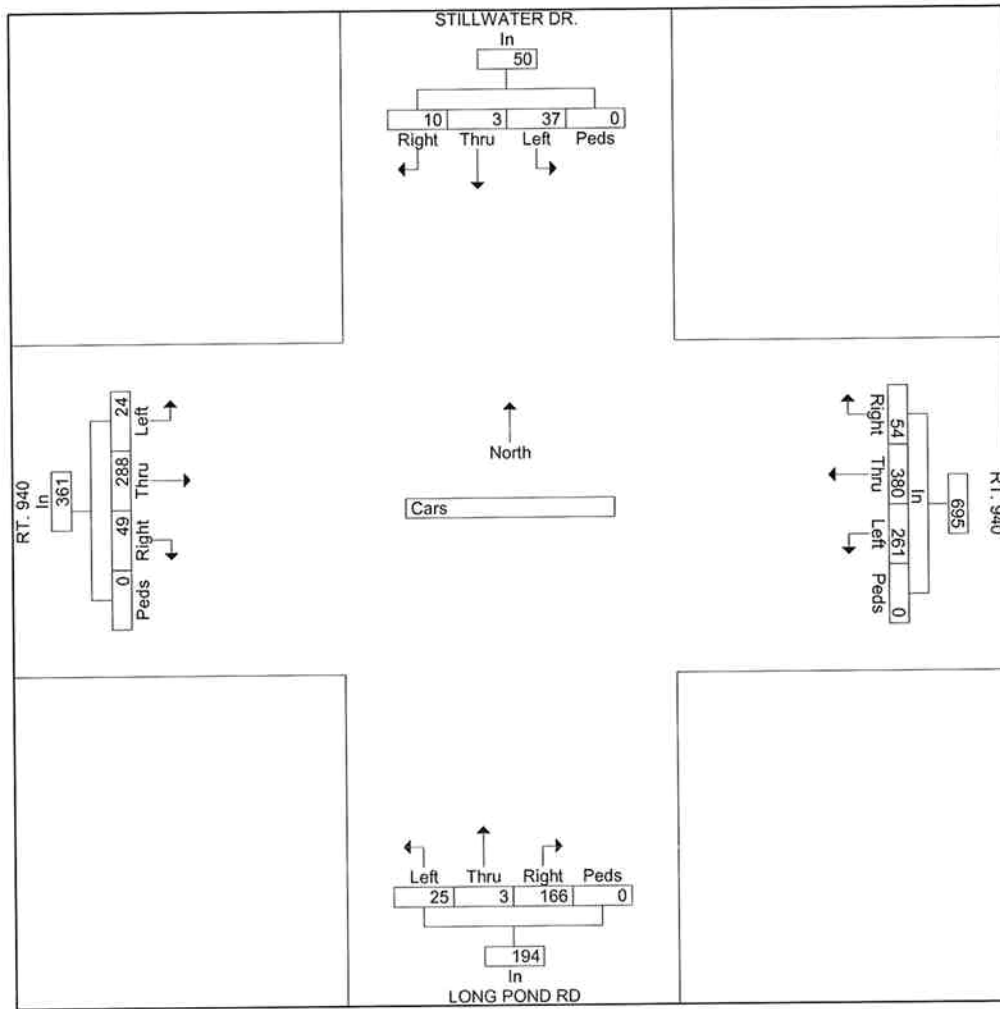 STILLWATER DR.
In
50
10 3 37 0
Right Thru Left Peds
RT. 940
In
361
24 288 49 0
Left Thru Right Peds
North
Cars
Right Thru Left Peds
54 380 261 0
In
695
RT. 940
Left Thru Right Peds
25 3 166 0
194
In
LONG POND RD